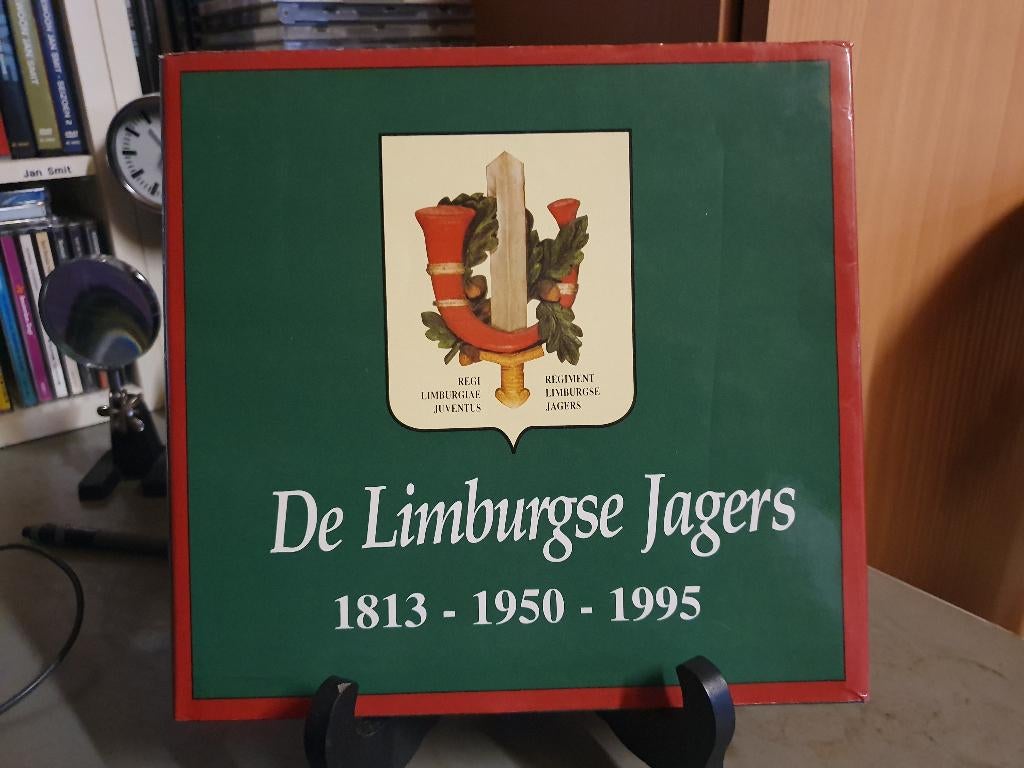 Jan Smit
REGI
LIMBURGIAE
JUVENTUS
REGIMENT
LIMBURGSE
JAGERS
De Limburgse Jagers
1813 - 1950 - 1995